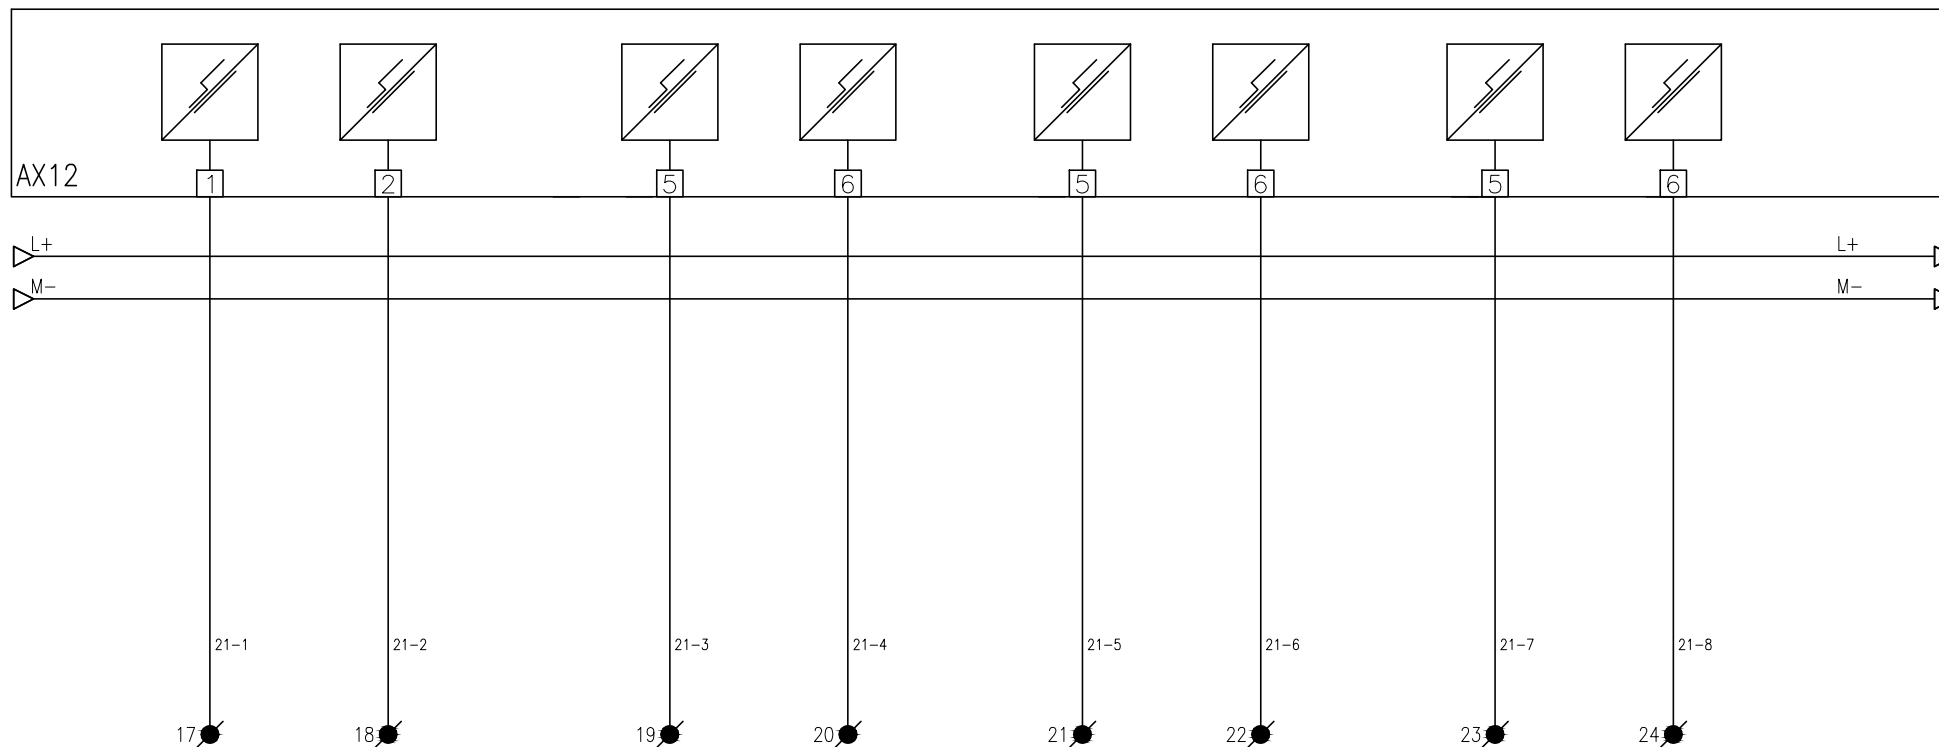 AX12
1 2 5 6 5 6 5 6
L+ L+
M- M-
21-1 21-2 21-3 21-4 21-5 21-6 21-7 21-8
17 18 19 20 21 22 23 24